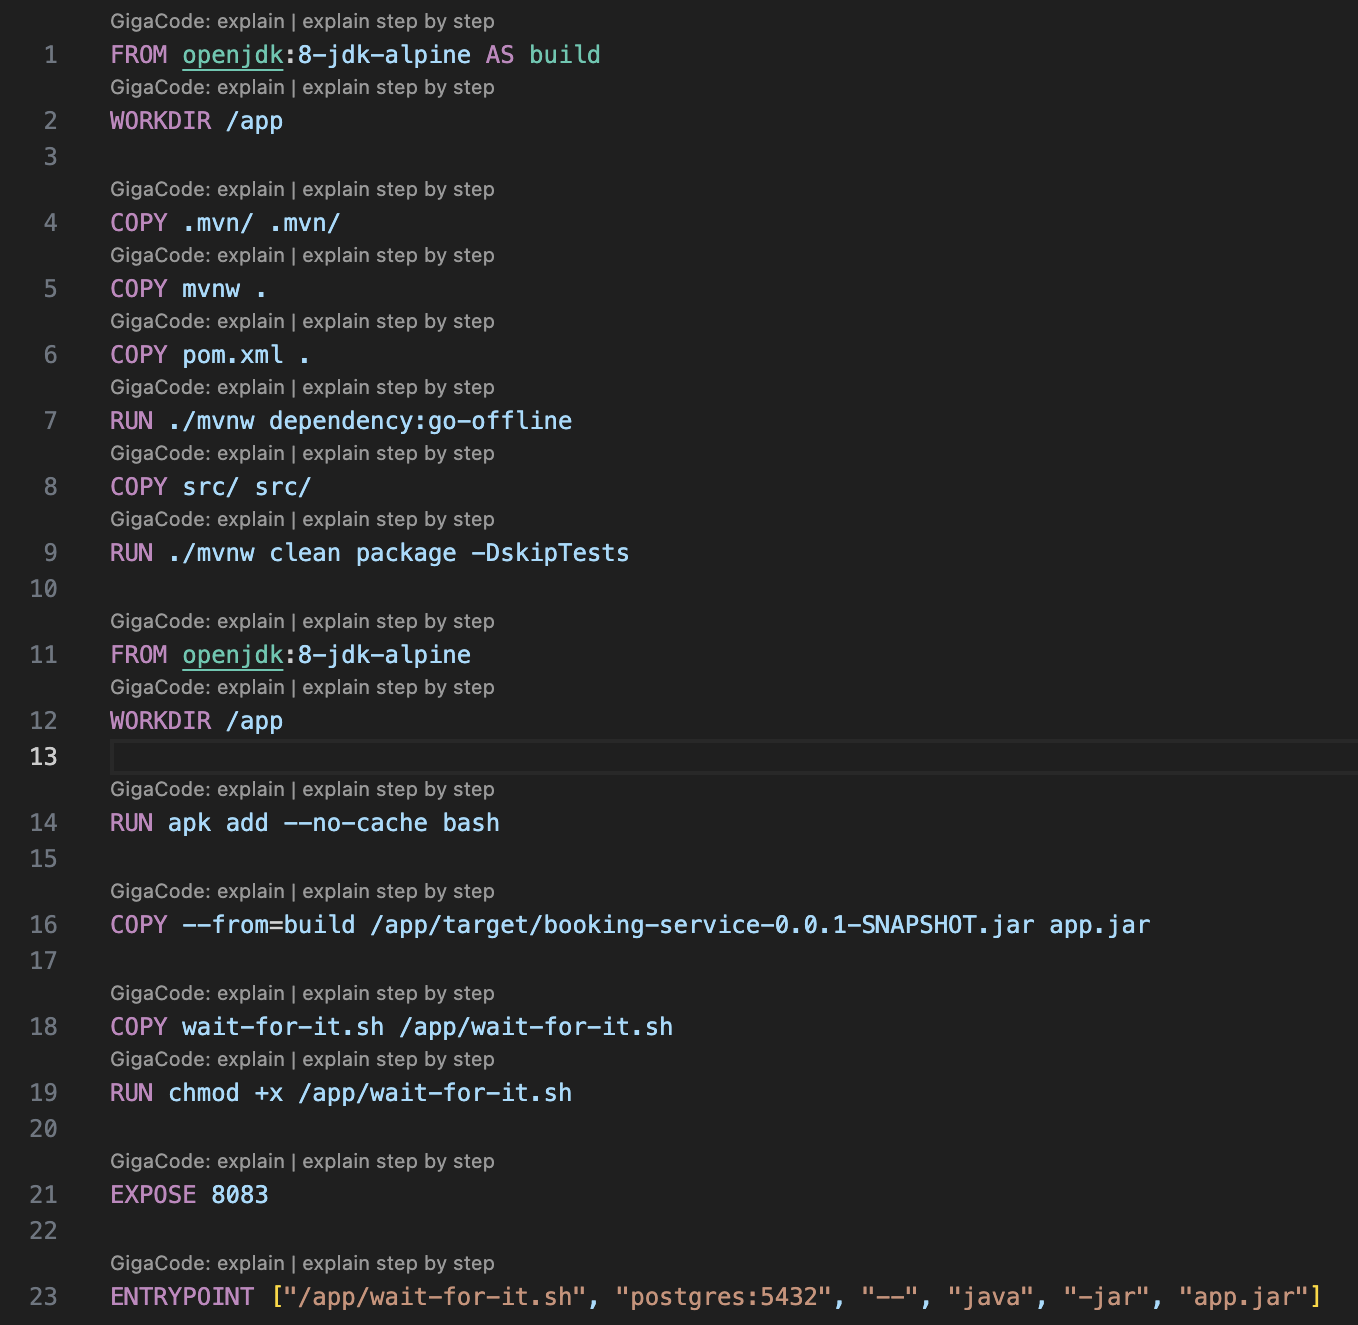 GigaCode: explain | explain step by step
1 FROM openjdk:8-jdk-alpine AS build
GigaCode: explain | explain step by step
2 WORKDIR /app
3
GigaCode: explain | explain step by step
4 COPY .mvn/ .mvn/
GigaCode: explain | explain step by step
5 COPY mvnw .
GigaCode: explain | explain step by step
6 COPY pom.xml .
GigaCode: explain | explain step by step
7 RUN ./mvnw dependency:go-offline
GigaCode: explain | explain step by step
8 COPY src/ src/
GigaCode: explain | explain step by step
9 RUN ./mvnw clean package -DskipTests
10
GigaCode: explain | explain step by step
11 FROM openjdk:8-jdk-alpine
GigaCode: explain | explain step by step
12 WORKDIR /app
13
GigaCode: explain | explain step by step
14 RUN apk add --no-cache bash
15
GigaCode: explain | explain step by step
16 COPY --from=build /app/target/booking-service-0.0.1-SNAPSHOT.jar app.jar
17
GigaCode: explain | explain step by step
18 COPY wait-for-it.sh /app/wait-for-it.sh
GigaCode: explain | explain step by step
19 RUN chmod +x /app/wait-for-it.sh
20
GigaCode: explain | explain step by step
21 EXPOSE 8083
22
GigaCode: explain | explain step by step
23 ENTRYPOINT ["/app/wait-for-it.sh", "postgres:5432", "--", "java", "-jar", "app.jar"]